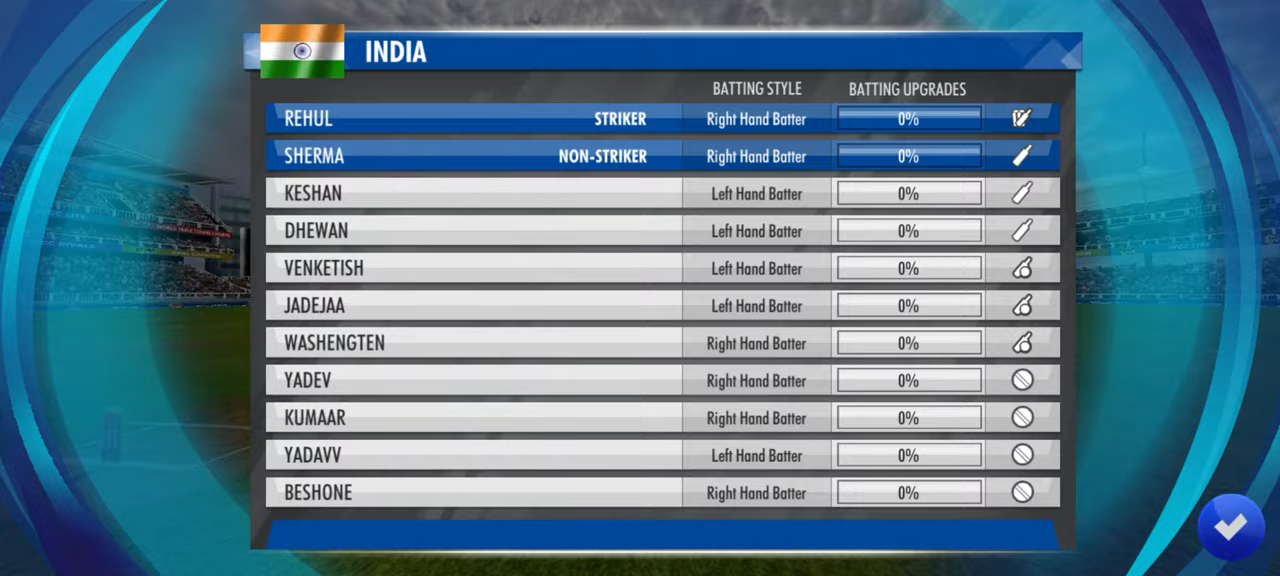 INDIA
BATTING STYLE BATTING UPGRADES
REHUL STRIKER Right Hand Batter 0%
SHERMA NON-STRIKER Right Hand Batter 0%
KESHAN Left Hand Batter 0%
DHEWAN Left Hand Batter 0%
VENKETISH Left Hand Batter 0%
JADEJAA Left Hand Batter 0%
WASHENGTEN Right Hand Batter 0%
YADEV Right Hand Batter 0%
KUMAAR Right Hand Batter 0%
YADAVV Left Hand Batter 0%
BESHONE Right Hand Batter 0%